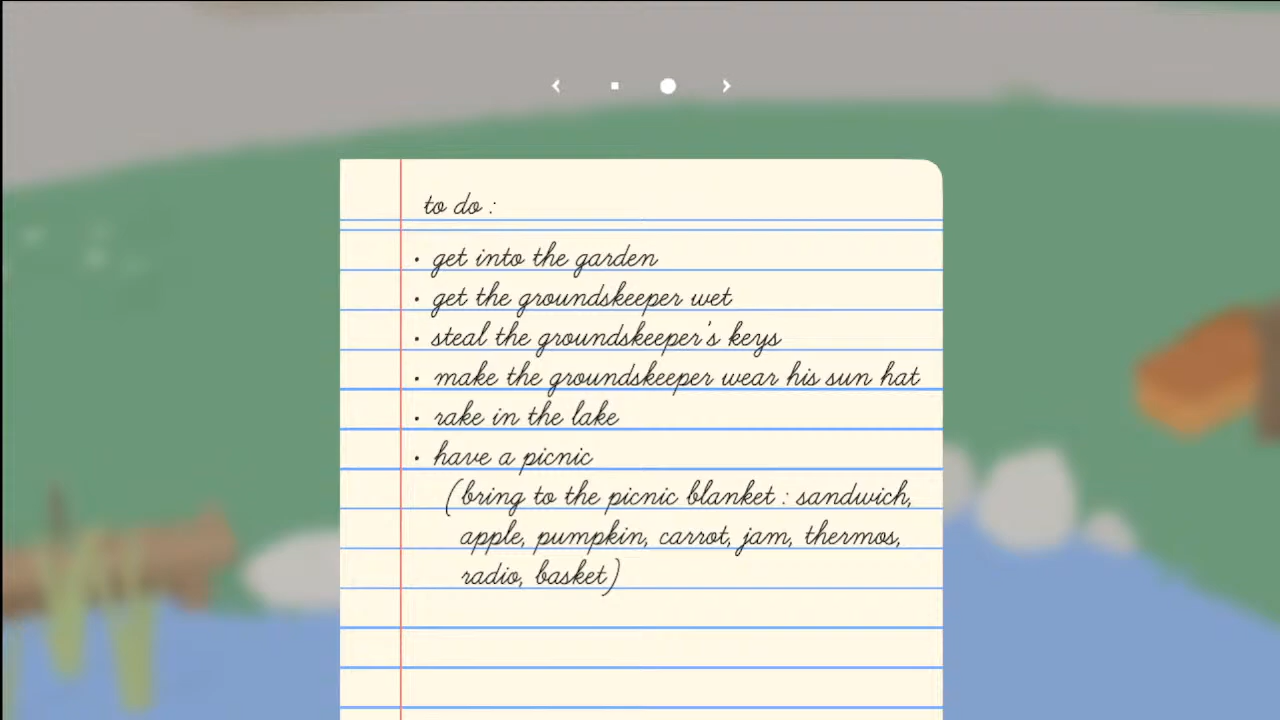 to do :
• get into the garden
• get the groundskeeper wet
• steal the groundskeeper's keys
• make the groundskeeper wear his sun hat
• rake in the lake
• have a picnic
(bring to the picnic blanket : sandwich,
apple, pumpkin, carrot, jam, thermos,
radio, basket)